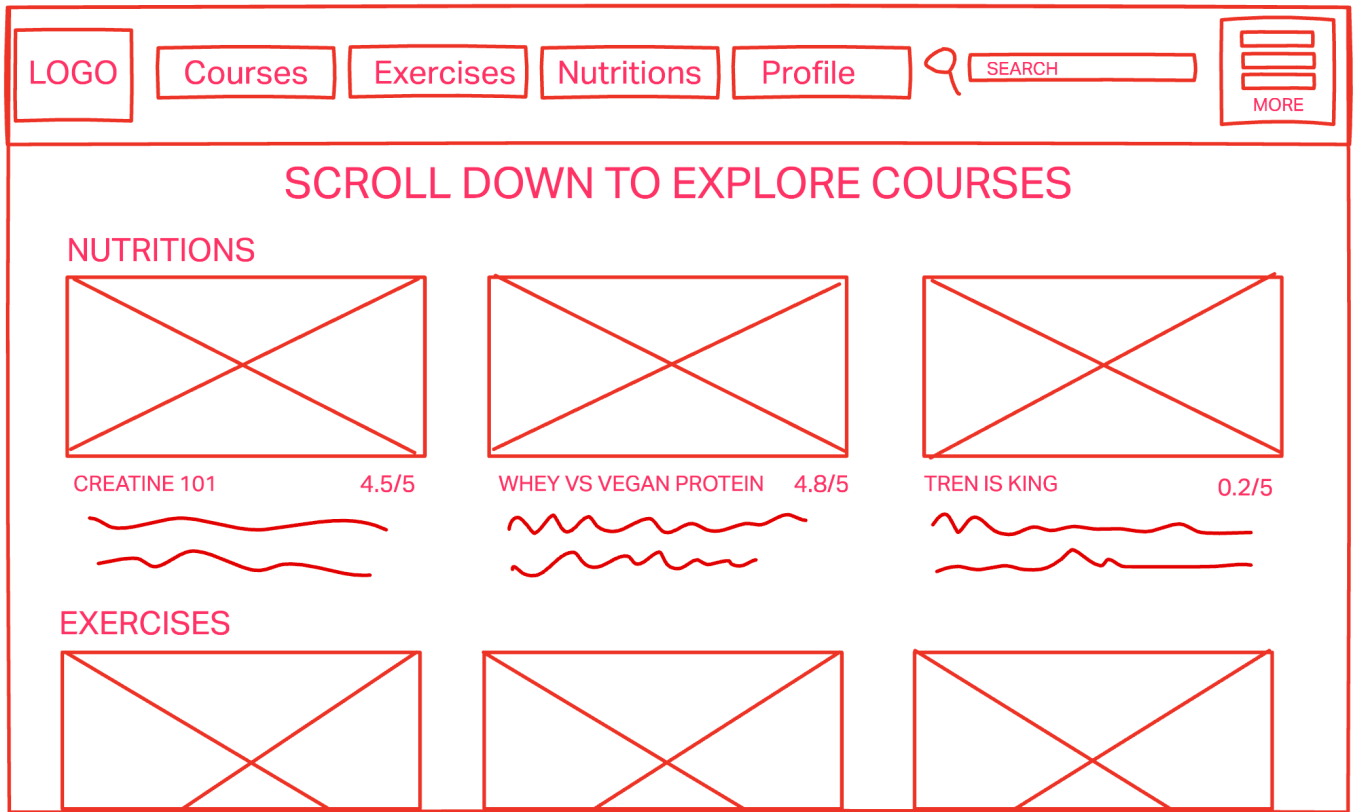 LOGO Courses Exercises Nutritions Profile SEARCH
MORE
SCROLL DOWN TO EXPLORE COURSES
NUTRITIONS
CREATINE 101 4.5/5 WHEY VS VEGAN PROTEIN 4.8/5 TREN IS KING 0.2/5
EXERCISES